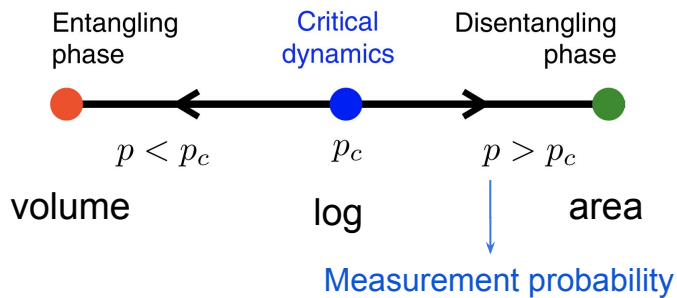 Entangling
phase
Critical
dynamics
Disentangling
phase
p < p_c
p_c
p > p_c
volume
log
area
Measurement probability